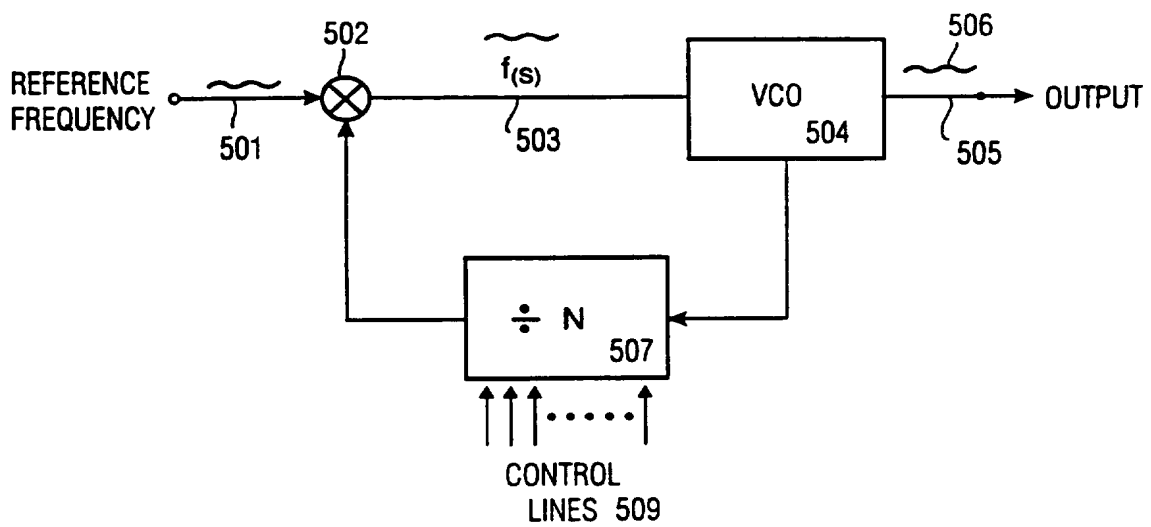 502
506
REFERENCE
FREQUENCY
f(S)
VCO
OUTPUT
501
503
504
505
÷ N
507
CONTROL
LINES 509